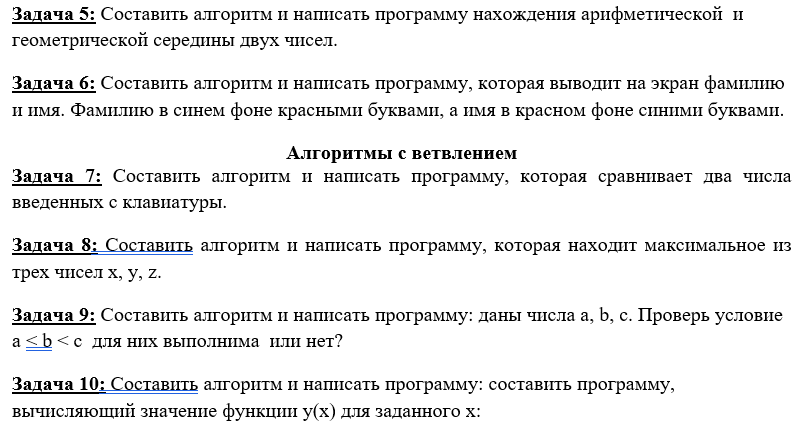 Задача 5: Составить алгоритм и написать программу нахождения арифметической и
геометрической середины двух чисел.
Задача 6: Составить алгоритм и написать программу, которая выводит на экран фамилию
и имя. Фамилию в синем фоне красными буквами, а имя в красном фоне синими буквами.
Алгоритмы с ветвлением
Задача 7: Составить алгоритм и написать программу, которая сравнивает два числа
введенных с клавиатуры.
Задача 8: Составить алгоритм и написать программу, которая находит максимальное из
трех чисел x, y, z.
Задача 9: Составить алгоритм и написать программу: даны числа a, b, c. Проверь условие
a < b < c для них выполнима или нет?
Задача 10: Составить алгоритм и написать программу: составить программу,
вычисляющий значение функции y(x) для заданного x: